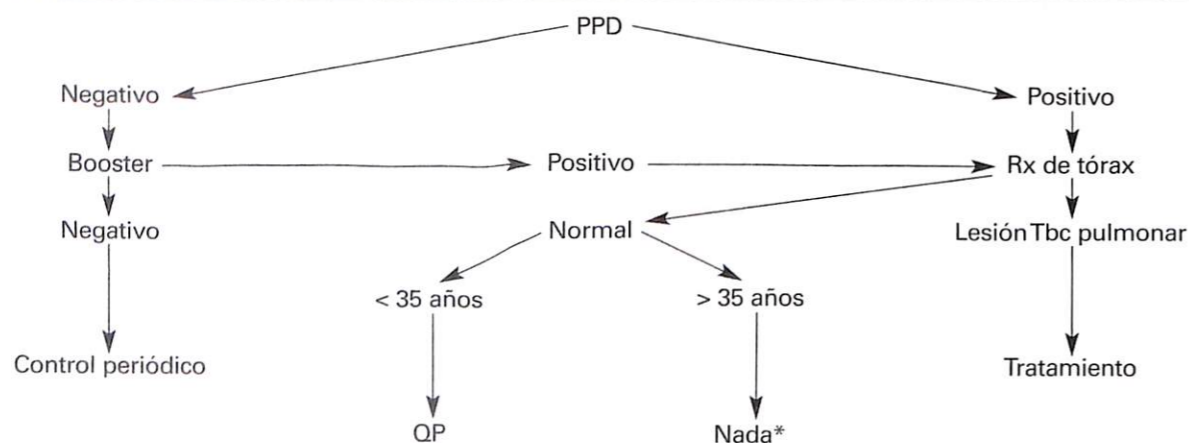 PPD
Negativo
Positivo
Booster
Positivo
Rx de tórax
Negativo
Normal
Lesión Tbc pulmonar
< 35 años
> 35 años
Control periódico
Tratamiento
QP
Nada*